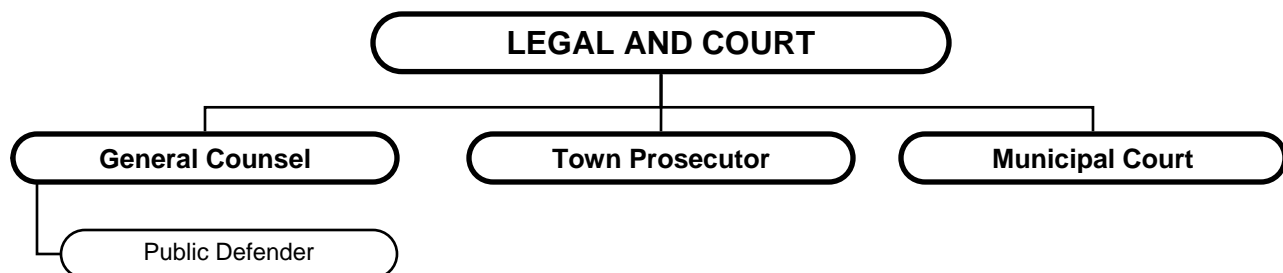 LEGAL AND COURT
General Counsel
Town Prosecutor
Municipal Court
Public Defender